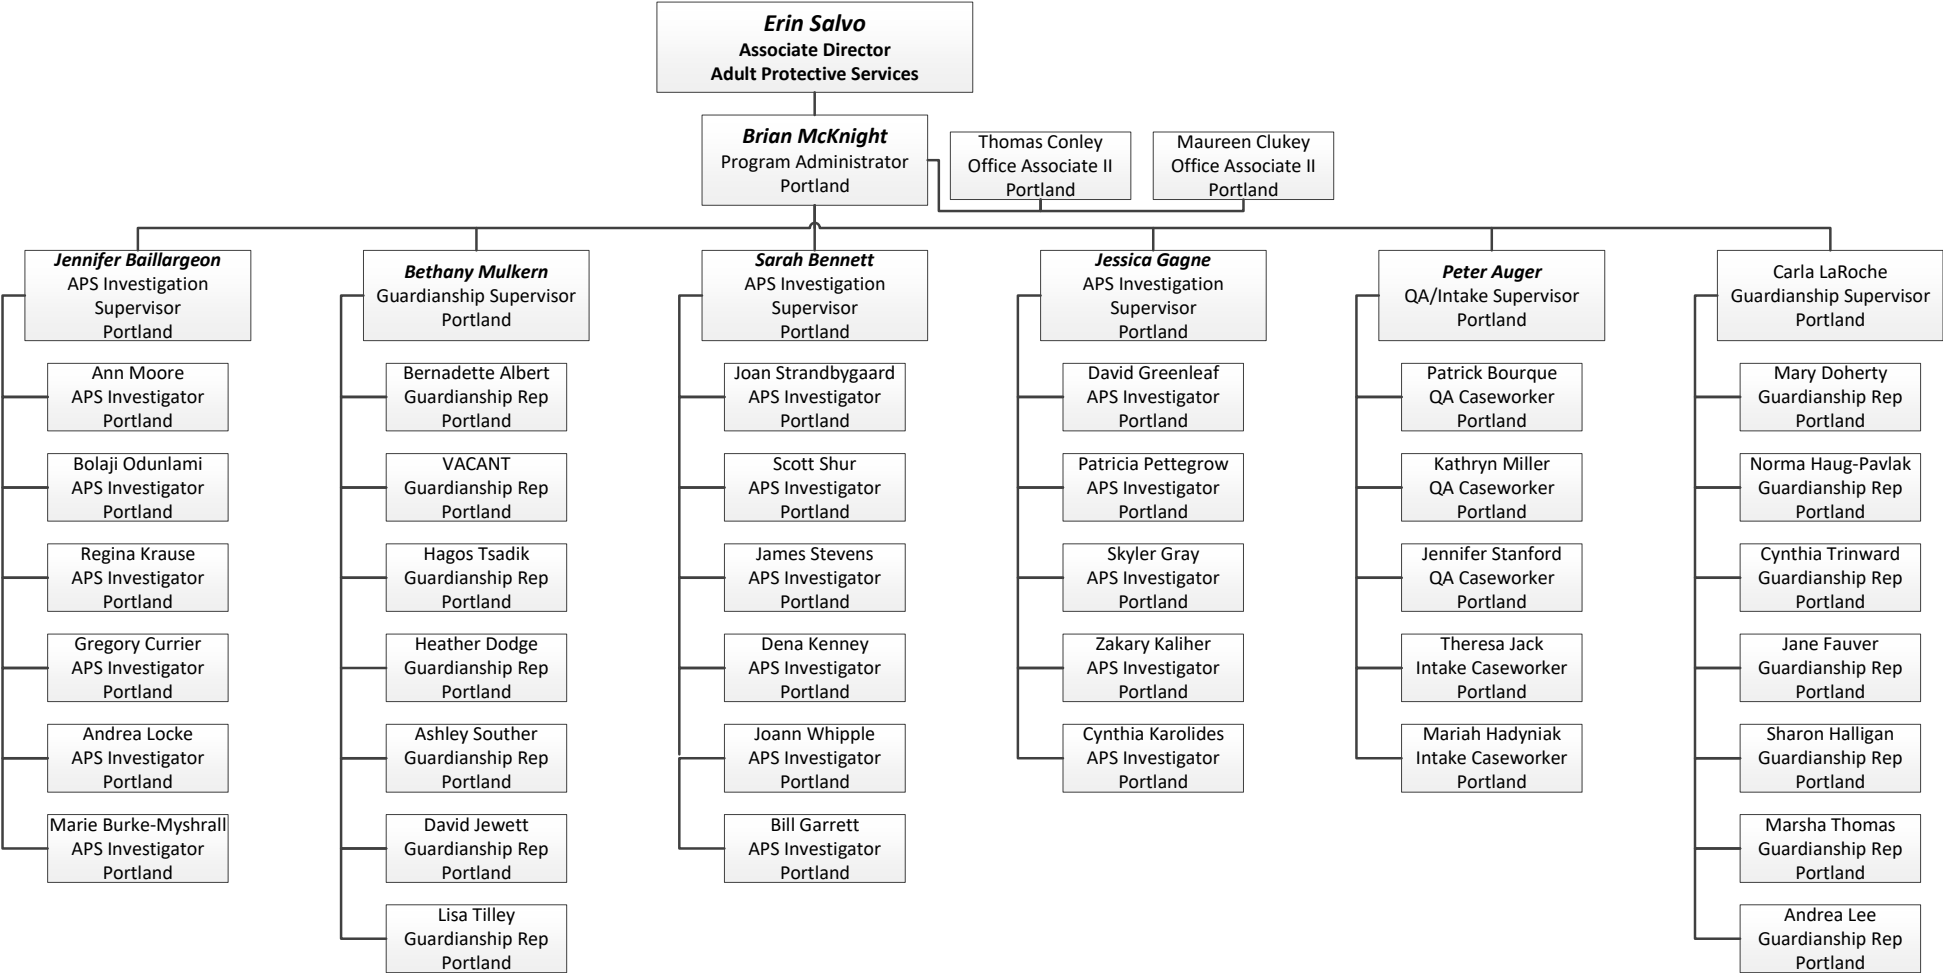 Erin Salvo
Associate Director
Adult Protective Services
Brian McKnight
Program Administrator
Portland
Thomas Conley
Office Associate II
Portland
Maureen Clukey
Office Associate II
Portland
Jennifer Baillargeon
APS Investigation
Supervisor
Portland
Ann Moore
APS Investigator
Portland
Bolaji Odunlami
APS Investigator
Portland
Regina Krause
APS Investigator
Portland
Gregory Currier
APS Investigator
Portland
Andrea Locke
APS Investigator
Portland
Marie Burke-Myshrall
APS Investigator
Portland
Bethany Mulkern
Guardianship Supervisor
Portland
Bernadette Albert
Guardianship Rep
Portland
VACANT
Guardianship Rep
Portland
Hagos Tsadik
Guardianship Rep
Portland
Heather Dodge
Guardianship Rep
Portland
Ashley Souther
Guardianship Rep
Portland
David Jewett
Guardianship Rep
Portland
Lisa Tilley
Guardianship Rep
Portland
Sarah Bennett
APS Investigation
Supervisor
Portland
Joan Strandbygaard
APS Investigator
Portland
Scott Shur
APS Investigator
Portland
James Stevens
APS Investigator
Portland
Dena Kenney
APS Investigator
Portland
Joann Whipple
APS Investigator
Portland
Bill Garrett
APS Investigator
Portland
Jessica Gagne
APS Investigation
Supervisor
Portland
David Greenleaf
APS Investigator
Portland
Patricia Pettegrow
APS Investigator
Portland
Skyler Gray
APS Investigator
Portland
Zakary Kaliher
APS Investigator
Portland
Cynthia Karolides
APS Investigator
Portland
Peter Auger
QA/Intake Supervisor
Portland
Patrick Bourque
QA Caseworker
Portland
Kathryn Miller
QA Caseworker
Portland
Jennifer Stanford
QA Caseworker
Portland
Theresa Jack
Intake Caseworker
Portland
Mariah Hadyniak
Intake Caseworker
Portland
Carla LaRoche
Guardianship Supervisor
Portland
Mary Doherty
Guardianship Rep
Portland
Norma Haug-Pavlak
Guardianship Rep
Portland
Cynthia Trinward
Guardianship Rep
Portland
Jane Fauver
Guardianship Rep
Portland
Sharon Halligan
Guardianship Rep
Portland
Marsha Thomas
Guardianship Rep
Portland
Andrea Lee
Guardianship Rep
Portland